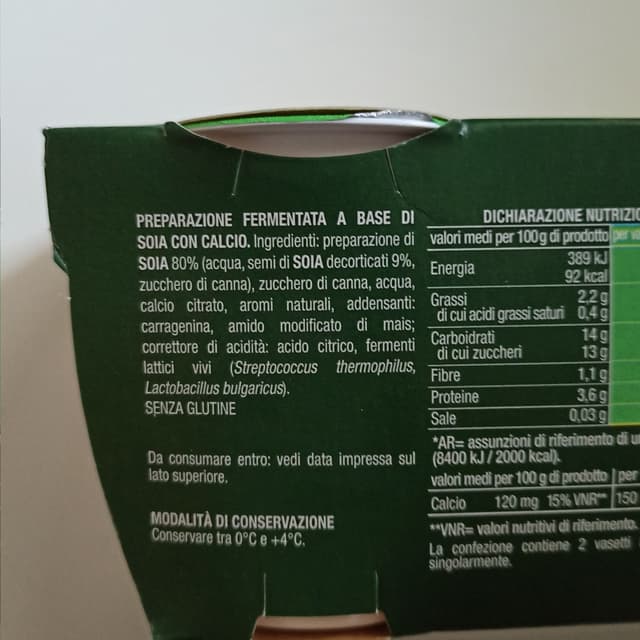 PREPARAZIONE FERMENTATA A BASE DI
SOIA CON CALCIO. Ingredienti: preparazione di
SOIA 80% (acqua, semi di SOIA decorticati 9%,
zucchero di canna), zucchero di canna, acqua,
calcio citrato, aromi naturali, addensanti:
carragenina, amido modificato di mais;
correttore di acidità: acido citrico, fermenti
lattici vivi (Streptococcus thermophilus,
Lactobacillus bulgaricus).
SENZA GLUTINE
Da consumare entro: vedi data impressa sul
lato superiore.
MODALITÀ DI CONSERVAZIONE
Conservare tra 0°C e +4°C.
DICHIARAZIONE NUTRIZIO
valori medi per 100 g di prodotto per
Energia 389 kJ
92 kcal
Grassi 2,2 g
di cui acidi grassi saturi 0,4 g
Carboidrati 14 g
di cui zuccheri 13 g
Fibre 1,1 g
Proteine 3,6 g
Sale 0,03 g
*AR= assunzioni di riferimento di
(8400 kJ / 2000 kcal).
valori medi per 100 g di prodotto per
Calcio 120 mg 15% VNR** 150
**VNR= valori nutritivi di riferimento.
La confezione contiene 2 vasetti
singolarmente.